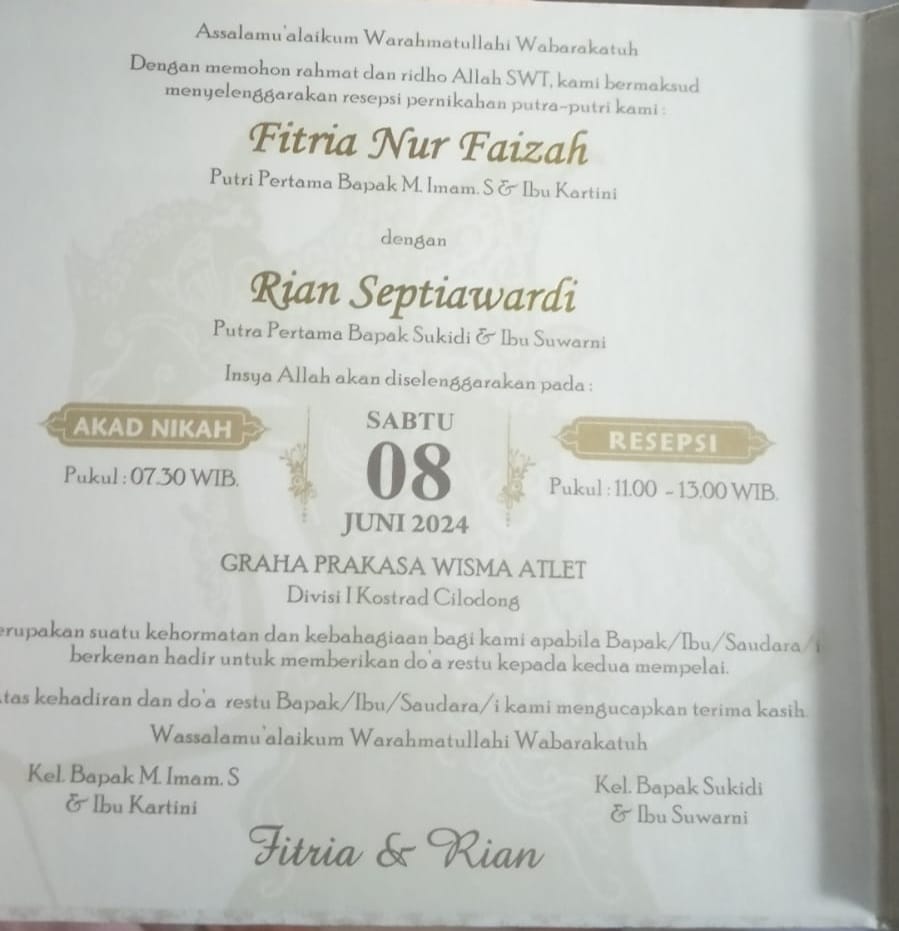 Assalamu'alaikum Warahmatullahi Wabarakatuh
Dengan memohon rahmat dan ridho Allah SWT, kami bermaksud
menyelenggarakan resepsi pernikahan putra-putri kami :
Fitria Nur Faizah
Putri Pertama Bapak M. Imam. S & Ibu Kartini
dengan
Rian Septiawardi
Putra Pertama Bapak Sukidi & Ibu Suwarni
Insya Allah akan diselenggarakan pada :
AKAD NIKAH
Pukul : 07.30 WIB.
SABTU
08
JUNI 2024
RESEPSI
Pukul : 11.00 - 13.00 WIB.
GRAHA PRAKASA WISMA ATLET
Divisi I Kostrad Cilodong
erupakan suatu kehormatan dan kebahagiaan bagi kami apabila Bapak/Ibu/Saudara/i
berkenan hadir untuk memberikan do'a restu kepada kedua mempelai.
tas kehadiran dan do'a restu Bapak/Ibu/Saudara/i kami mengucapkan terima kasih.
Wassalamu'alaikum Warahmatullahi Wabarakatuh
Kel. Bapak M. Imam. S
& Ibu Kartini
Kel. Bapak Sukidi
& Ibu Suwarni
Fitria & Rian